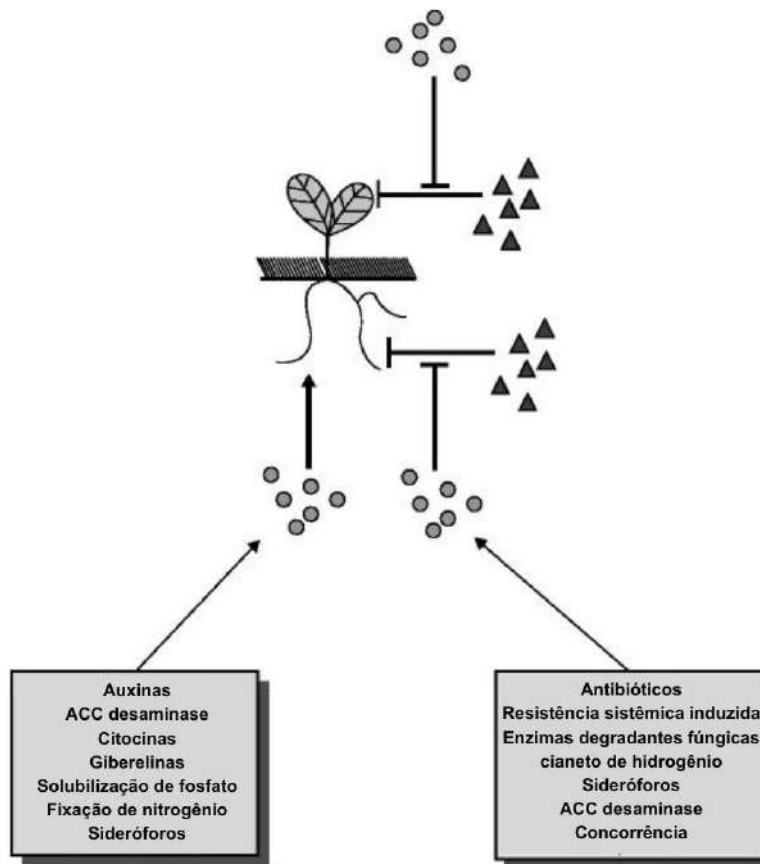 Auxinas
ACC desaminase
Citocinas
Giberelinas
Solubilização de fosfato
Fixação de nitrogênio
Sideróforos
Antibióticos
Resistência sistêmica induzida
Enzimas degradantes fúngicas
cianeto de hidrogênio
Sideróforos
ACC desaminase
Concorrência